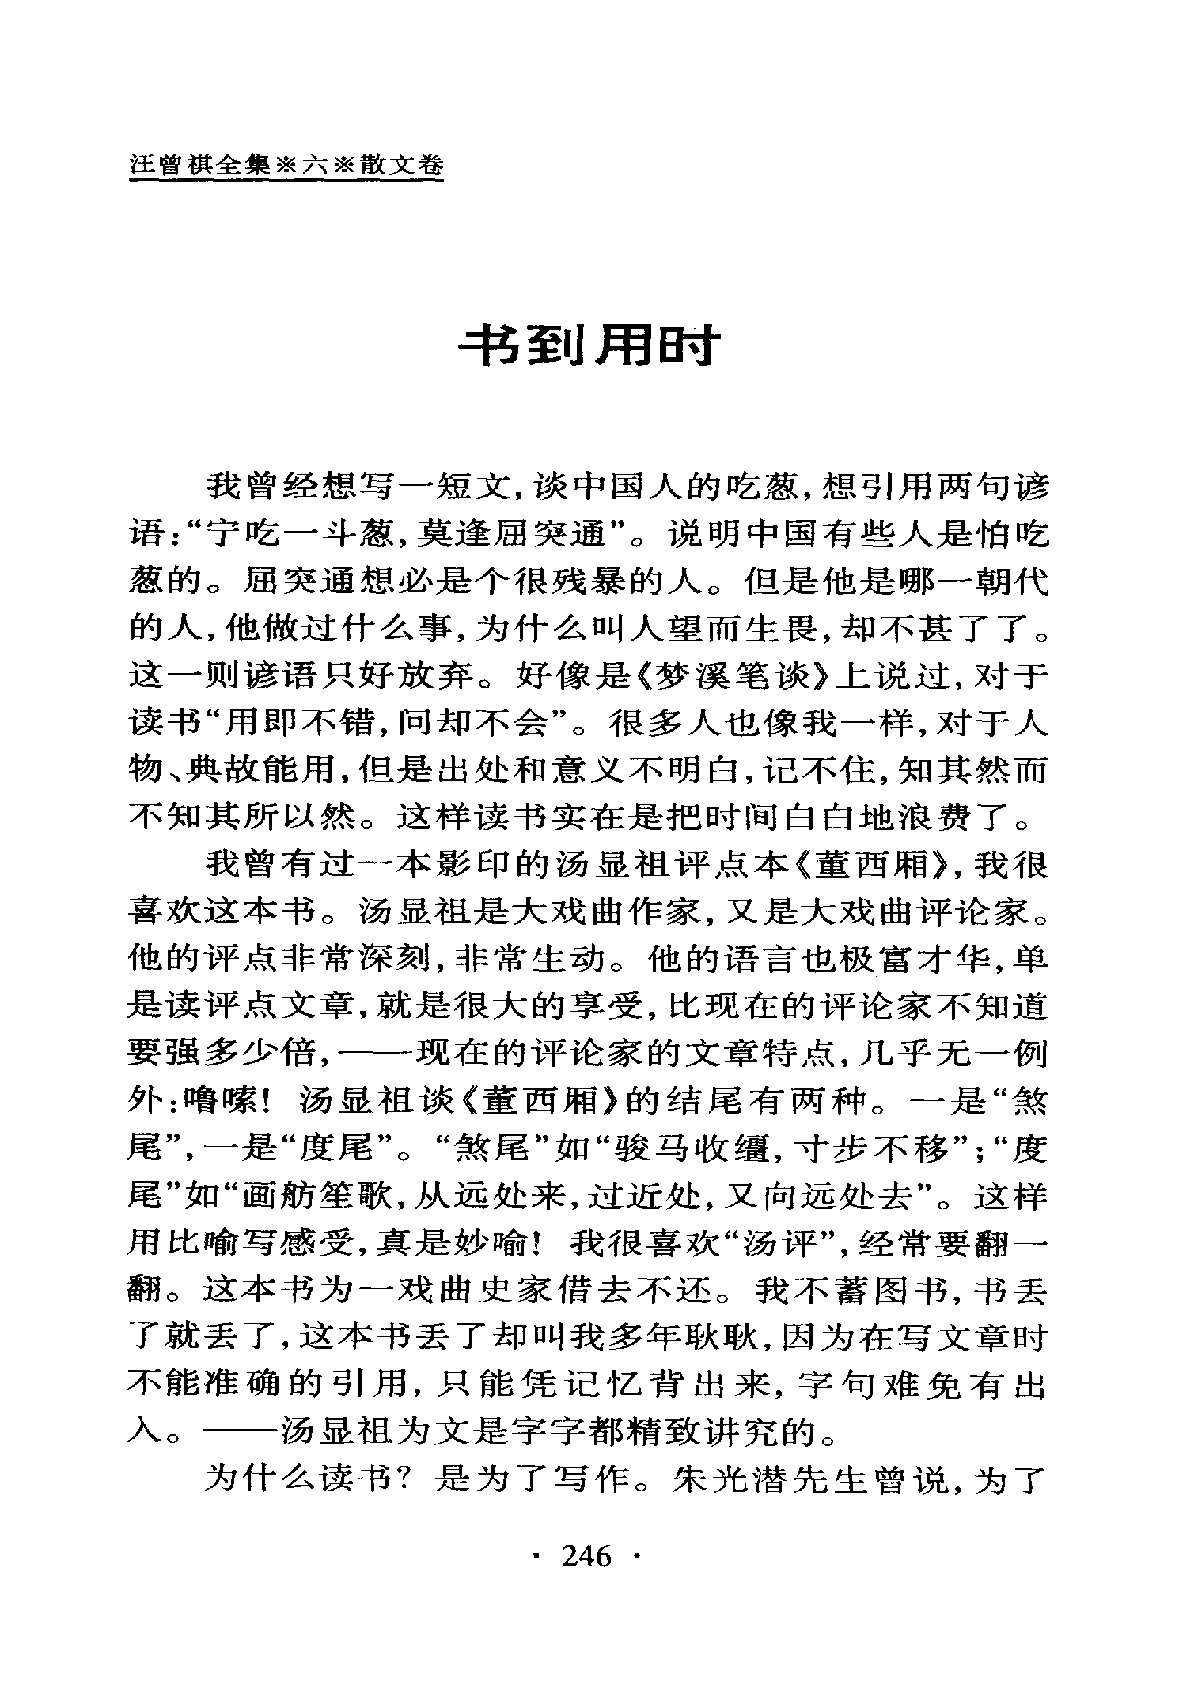 汪曾祺全集※六※散文卷
书到用时
我曾经想写一短文,谈中国人的吃葱,想引用两句谚
语:“宁吃一斗葱,莫逢屈突通”。说明中国有些人是怕吃
葱的。屈突通想必是个很残暴的人。但是他是哪一朝代
的人,他做过什么事,为什么叫人望而生畏,却不甚了了。
这一则谚语只好放弃。好像是《梦溪笔谈》上说过,对于
读书“用即不错,问却不会”。很多人也像我一样,对于人
物、典故能用,但是出处和意义不明白,记不住,知其然而
不知其所以然。这样读书实在是把时间白白地浪费了。
我曾有过一本影印的汤显祖评点本《董西厢》,我很
喜欢这本书。汤显祖是大戏曲作家,又是大戏曲评论家。
他的评点非常深刻,非常生动。他的语言也极富才华,单
是读评点文章,就是很大的享受,比现在的评论家不知道
要强多少倍,——现在的评论家的文章特点,几乎无一例
外:噜嗦! 汤显祖谈《董西厢》的结尾有两种。一是“煞
尾”,一是“度尾”。“煞尾”如“骏马收缰,寸步不移”;“度
尾”如“画舫笙歌,从远处来,过近处,又向远处去”。这样
用比喻写感受,真是妙喻! 我很喜欢“汤评”,经常要翻一
翻。这本书为一戏曲史家借去不还。我不蓄图书,书丢
了就丢了,这本书丢了却叫我多年耿耿,因为在写文章时
不能准确的引用,只能凭记忆背出来,字句难免有出
入。——汤显祖为文是字字都精致讲究的。
为什么读书? 是为了写作。朱光潜先生曾说,为了
· 246 ·